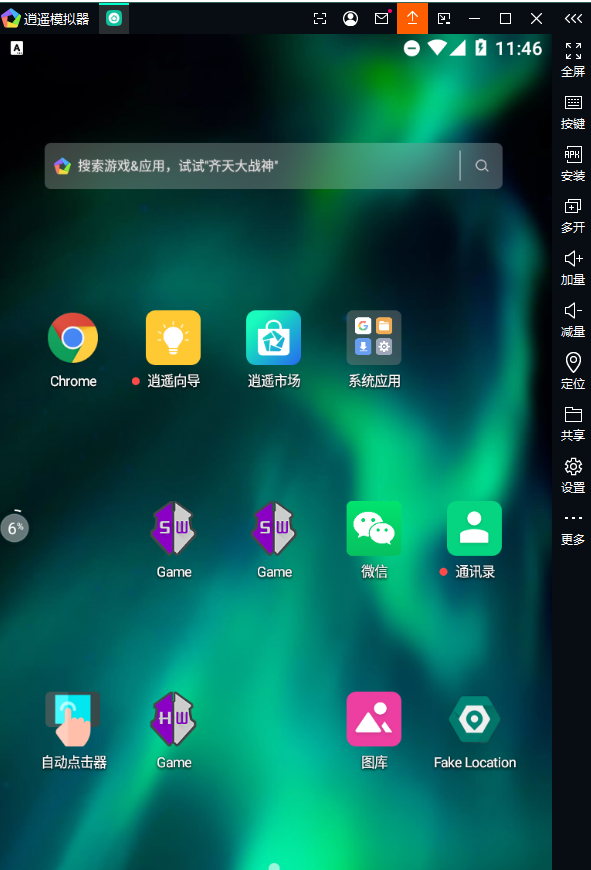 逍遥模拟器
A
11:46
搜索游戏&应用，试试"齐天大战神"
Chrome
逍遥向导
逍遥市场
系统应用
6%
SW
SW
Game
Game
微信
通讯录
HW
自动点击器
Game
图库
Fake Location
全屏
按键
APK
安装
多开
加量
减量
定位
共享
设置
更多